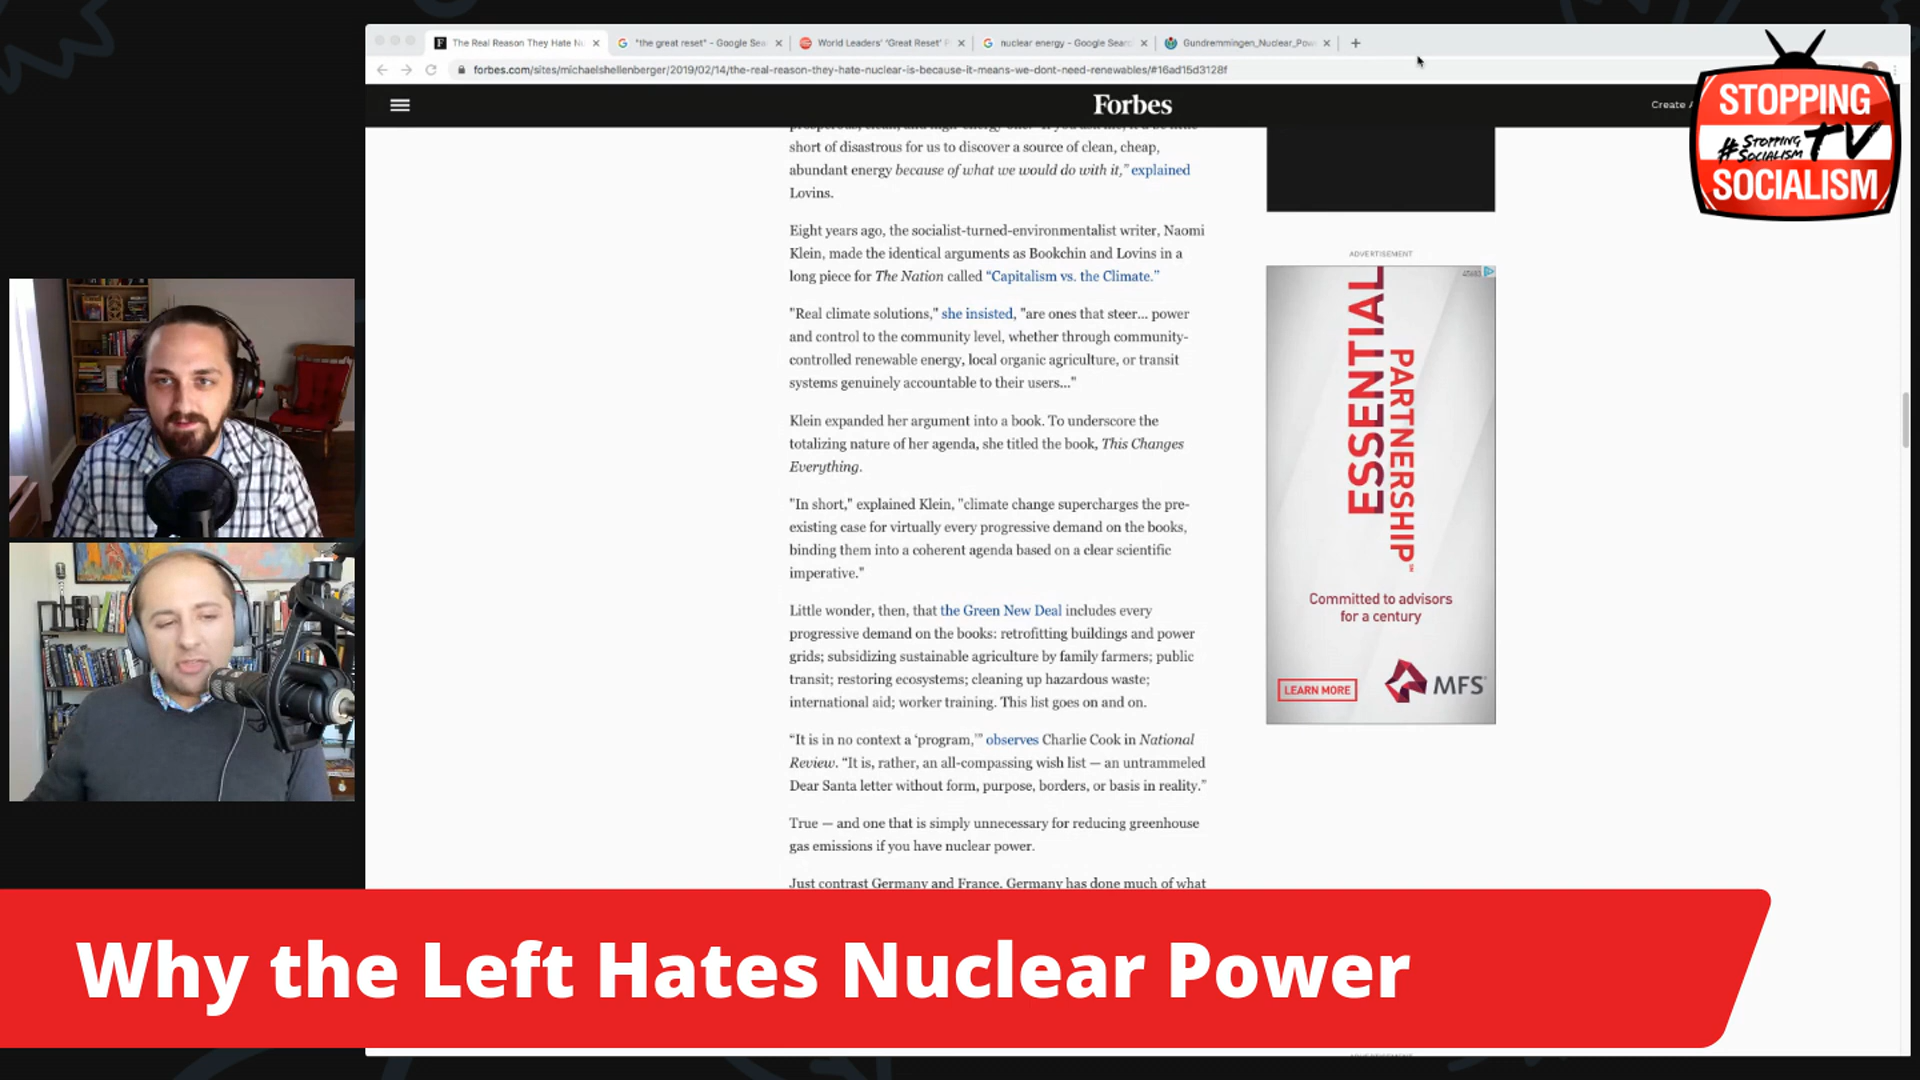 The Real Reason They Hate Nu
"the great reset" - Google Sea
World Leaders' 'Great Reset' P
nuclear energy - Google Searc
Gundremmingen_Nuclear_Pow
forbes.com/sites/michaelshellenberger/2019/02/14/the-real-reason-they-hate-nuclear-is-because-it-means-we-dont-need-renewables/#16ad15d3128f
Forbes
Create A
STOPPING
#STOPPING
SOCIALISM
TV
SOCIALISM
short of disastrous for us to discover a source of clean, cheap,
abundant energy because of what we would do with it," explained
Lovins.
Eight years ago, the socialist-turned-environmentalist writer, Naomi
Klein, made the identical arguments as Bookchin and Lovins in a
long piece for The Nation called “Capitalism vs. the Climate.”
"Real climate solutions," she insisted, "are ones that steer... power
and control to the community level, whether through community-
controlled renewable energy, local organic agriculture, or transit
systems genuinely accountable to their users..."
Klein expanded her argument into a book. To underscore the
totalizing nature of her agenda, she titled the book, This Changes
Everything.
"In short," explained Klein, "climate change supercharges the pre-
existing case for virtually every progressive demand on the books,
binding them into a coherent agenda based on a clear scientific
imperative."
Little wonder, then, that the Green New Deal includes every
progressive demand on the books: retrofitting buildings and power
grids; subsidizing sustainable agriculture by family farmers; public
transit; restoring ecosystems; cleaning up hazardous waste;
international aid; worker training. This list goes on and on.
“It is in no context a ‘program,’” observes Charlie Cook in National
Review. “It is, rather, an all-compassing wish list — an untrammeled
Dear Santa letter without form, purpose, borders, or basis in reality.”
True — and one that is simply unnecessary for reducing greenhouse
gas emissions if you have nuclear power.
Just contrast Germany and France. Germany has done much of what
ADVERTISEMENT
ESSENTIAL
PARTNERSHIP℠
Committed to advisors
for a century
LEARN MORE
MFS
Why the Left Hates Nuclear Power